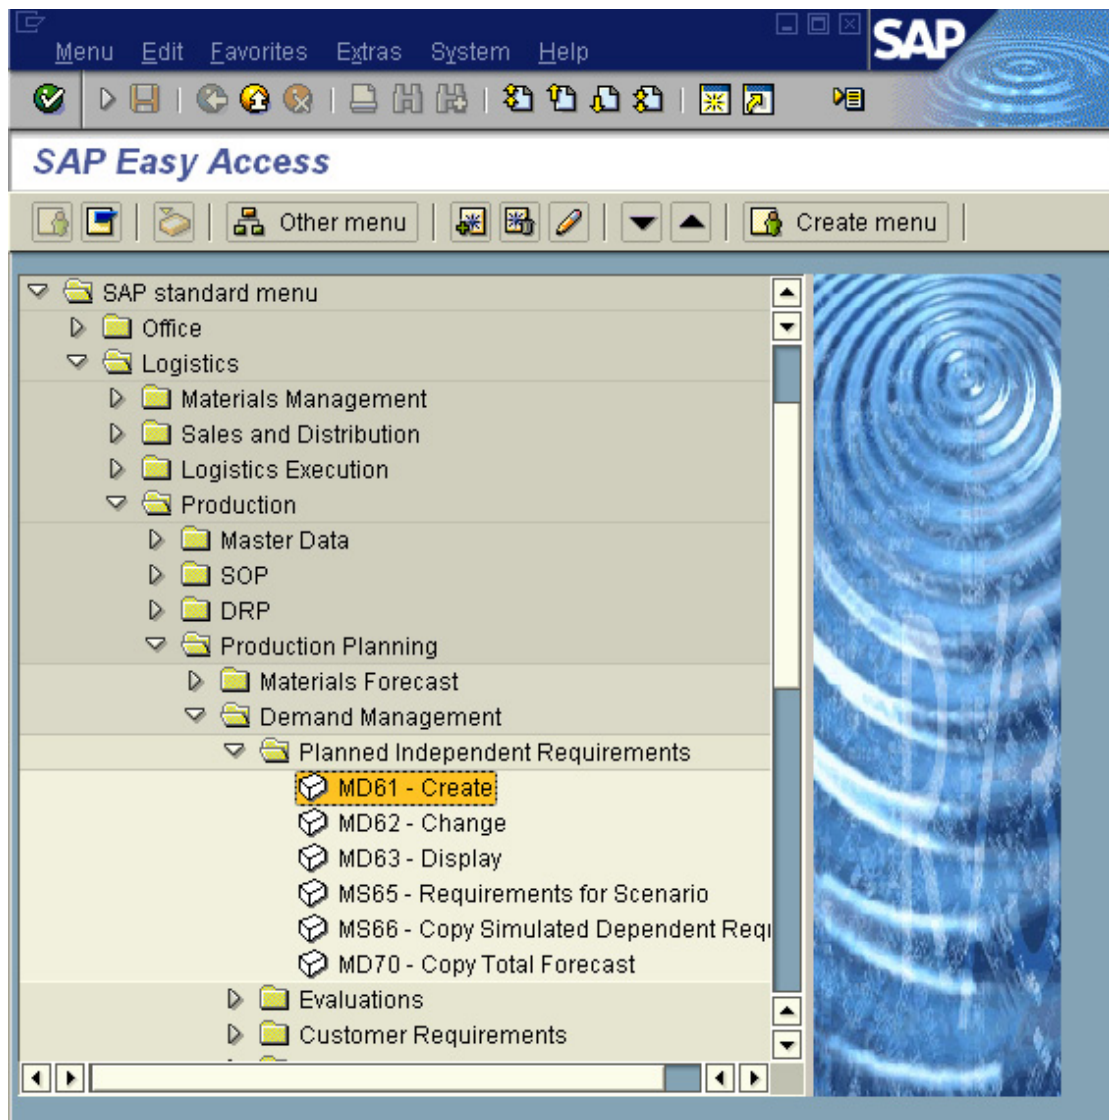 Menu Edit Favorites Extras System Help
SAP
SAP Easy Access
Other menu Create menu
SAP standard menu
Office
Logistics
Materials Management
Sales and Distribution
Logistics Execution
Production
Master Data
SOP
DRP
Production Planning
Materials Forecast
Demand Management
Planned Independent Requirements
MD61 - Create
MD62 - Change
MD63 - Display
MS65 - Requirements for Scenario
MS66 - Copy Simulated Dependent Requ
MD70 - Copy Total Forecast
Evaluations
Customer Requirements